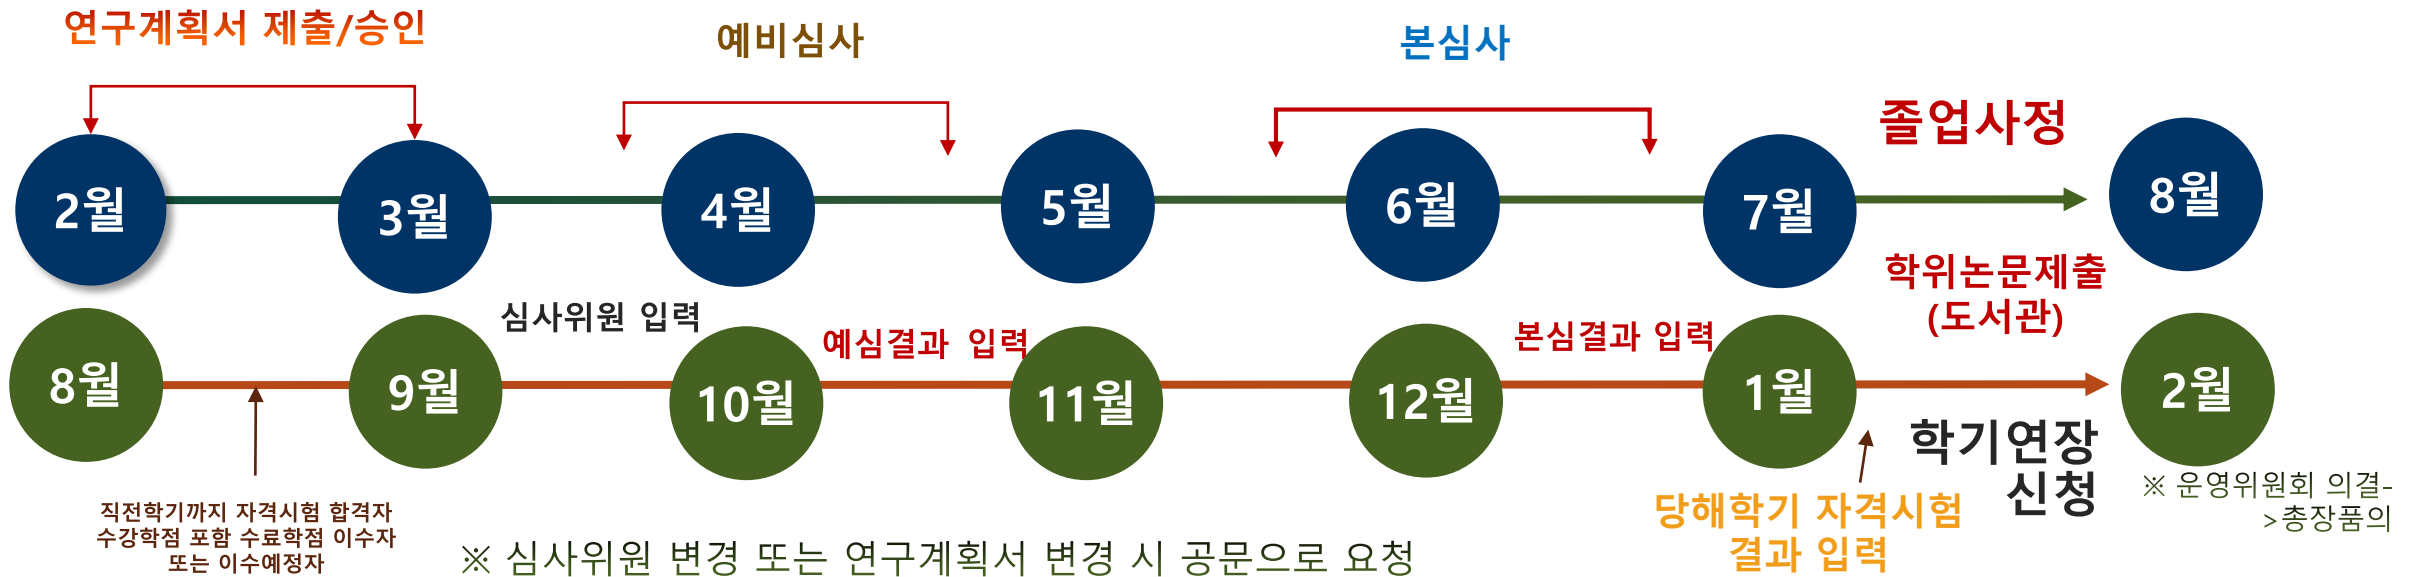 연구계획서 제출/승인
예비심사
본심사
졸업사정
2월
3월
4월
5월
6월
7월
8월
학위논문제출
(도서관)
심사위원 입력
예심결과 입력
본심결과 입력
8월
9월
10월
11월
12월
1월
2월
학기연장
신청
※ 운영위원회 의결-
>총장품의
직전학기까지 자격시험 합격자
수강학점 포함 수료학점 이수자
또는 이수예정자
당해학기 자격시험
결과 입력
※ 심사위원 변경 또는 연구계획서 변경 시 공문으로 요청